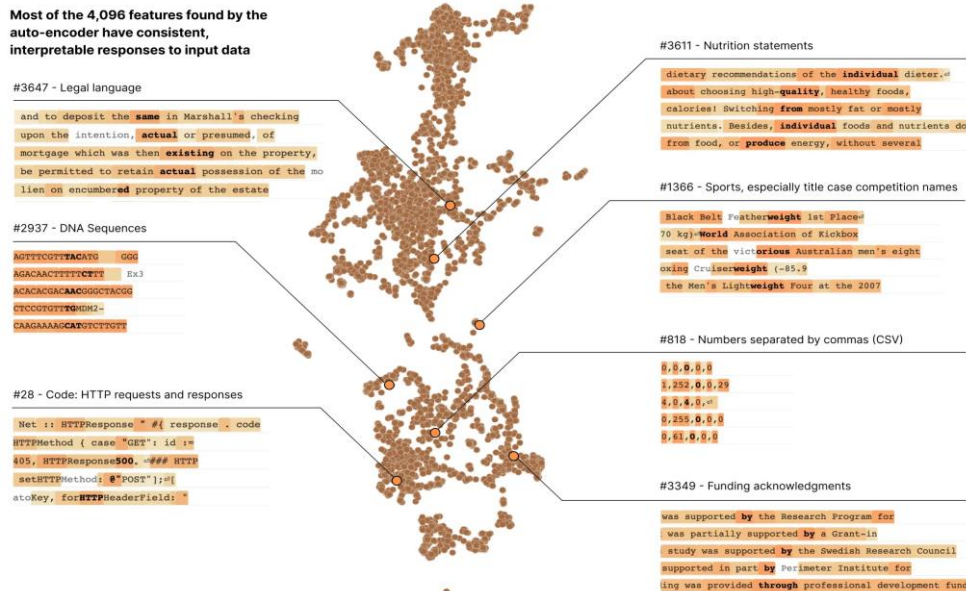 Most of the 4,096 features found by the
auto-encoder have consistent,
interpretable responses to input data
#3647 - Legal language
and to deposit the same in Marshall's checking
upon the intention, actual or presumed, of
mortgage which was then existing on the property,
be permitted to retain actual possession of the mo
lien on encumbered property of the estate
#2937 - DNA Sequences
AGTTTCGTTTACATG GGG
AGACAACTTTTTCTTT Ex3
ACACACGACAACGGGCTACGG
CTCCGTGTTTGMDM2-
CAAGAAAAGCATGTCTTGTT
#28 - Code: HTTP requests and responses
Net :: HTTPResponse " #{ response . code
HTTPMethod { case "GET": id :=
405, HTTPResponse500. ⏎### HTTP
setHTTPMethod: @"POST"];⏎[
atoKey, forHTTPHeaderField: "
#3611 - Nutrition statements
dietary recommendations of the individual dieter.⏎
about choosing high-quality, healthy foods,
calories! Switching from mostly fat or mostly
nutrients. Besides, individual foods and nutrients do
from food, or produce energy, without several
#1366 - Sports, especially title case competition names
Black Belt Featherweight 1st Place⏎
70 kg)⏎World Association of Kickbox
seat of the victorious Australian men's eight
oxing Cruiserweight (-85.9
the Men's Lightweight Four at the 2007
#818 - Numbers separated by commas (CSV)
0,0,0,0,0
1,252,0,0,29
4,0,4,0,⏎
0,255,0,0,0
0,61,0,0,0
#3349 - Funding acknowledgments
was supported by the Research Program for
was partially supported by a Grant-in
study was supported by the Swedish Research Council
supported in part by Perimeter Institute for
ing was provided through professional development fund